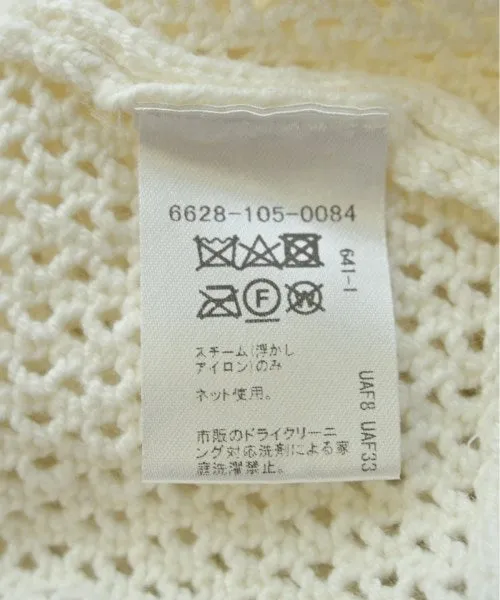 6628-105-0084
641-1
F
W
スチーム(浮かし
アイロン)のみ
ネット使用。
市販のドライクリーニ
ング対応洗剤による家
庭洗濯禁止。
UAF8 UAF33